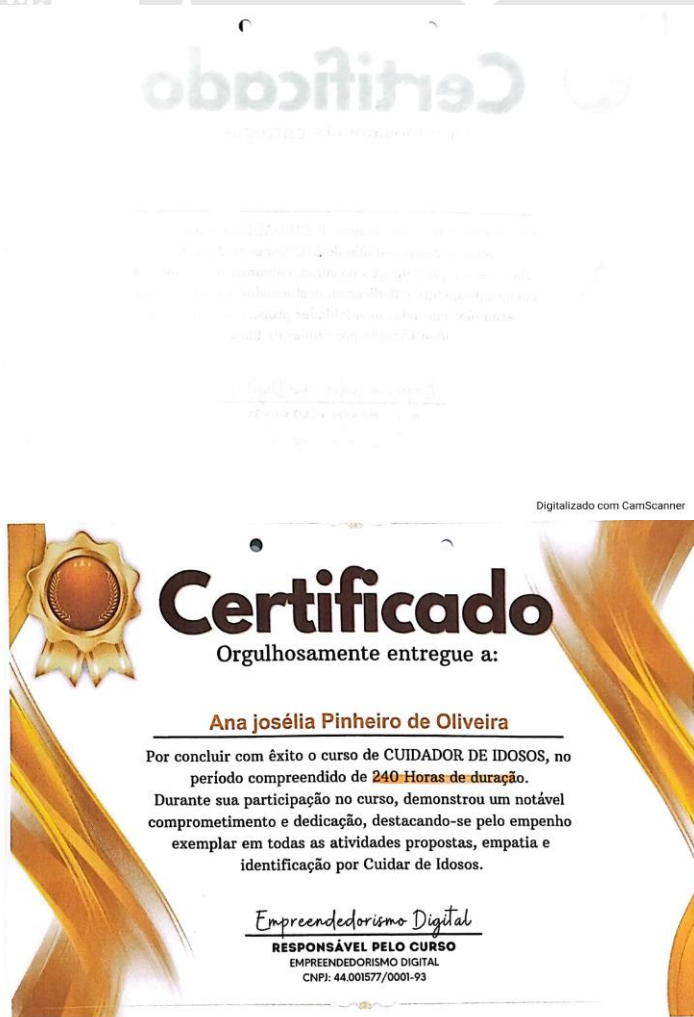 Certificado
Digitalizado com CamScanner
Certificado
Orgulhosamente entregue a:
Ana josélia Pinheiro de Oliveira
Por concluir com êxito o curso de CUIDADOR DE IDOSOS, no
período compreendido de 240 Horas de duração.
Durante sua participação no curso, demonstrou um notável
comprometimento e dedicação, destacando-se pelo empenho
exemplar em todas as atividades propostas, empatia e
identificação por Cuidar de Idosos.
Empreendedorismo Digital
RESPONSÁVEL PELO CURSO
EMPREENDEDORISMO DIGITAL
CNPJ: 44.001577/0001-93